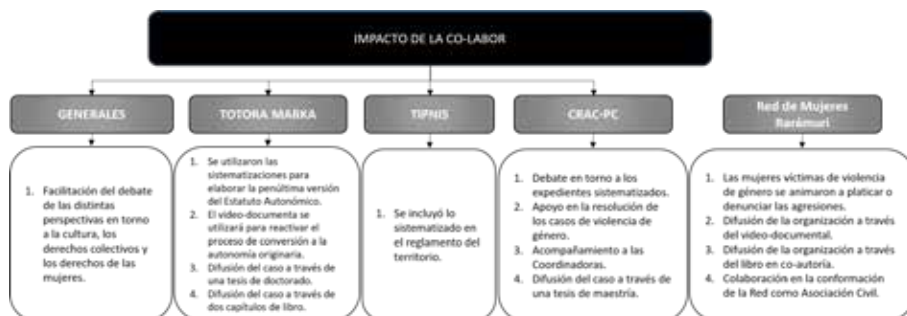 IMPACTO DE LA CO-LABOR
GENERALES
1. Facilitación del debate
de las distintas
perspectivas en torno
a la cultura, los
derechos colectivos y
los derechos de las
mujeres.
TOTORA MARKA
1. Se utilizaron las
sistematizaciones para
elaborar la penúltima versión
del Estatuto Autonómico.
2. El video-documenta se
utilizará para reactivar el
proceso de conversión a la
autonomía originaria.
3. Difusión del caso a través de
una tesis de doctorado.
4. Difusión del caso a través de
dos capítulos de libro.
TIPNIS
1. Se incluyó lo
sistematizado en
el reglamento del
territorio.
CRAC-PC
1. Debate en torno a los
expedientes sistematizados.
2. Apoyo en la resolución de
los casos de violencia de
género.
3. Acompañamiento a las
Coordinadoras.
4. Difusión del caso a través de
una tesis de maestría.
Red de Mujeres
Rarámuri
1. Las mujeres víctimas de violencia
de género se animaron a platicar o
denunciar las agresiones.
2. Difusión de la organización a través
del video-documental.
3. Difusión de la organización a través
del libro en co-autoría.
4. Colaboración en la conformación
de la Red como Asociación Civil.